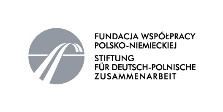 FUNDACJA WSPÓŁPRACY
POLSKO-NIEMIECKIEJ
STIFTUNG
FÜR DEUTSCH-POLNISCHE
ZUSAMMENARBEIT